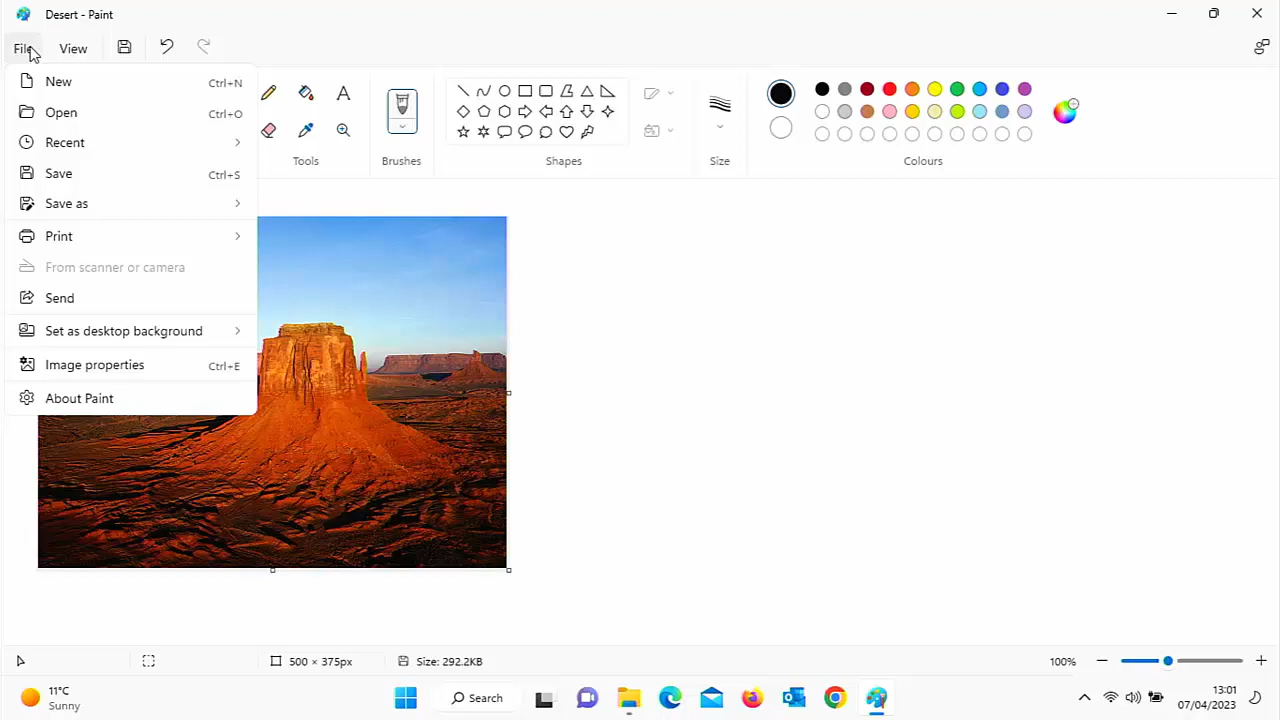 Desert - Paint
File View
New Ctrl+N
Open Ctrl+O
Recent
Save Ctrl+S
Save as
Print
From scanner or camera
Send
Set as desktop background
Image properties Ctrl+E
About Paint
A
Tools Brushes Shapes Size Colours
500 × 375px Size: 292.2KB 100%
11°C
Sunny
Search
13:01
07/04/2023